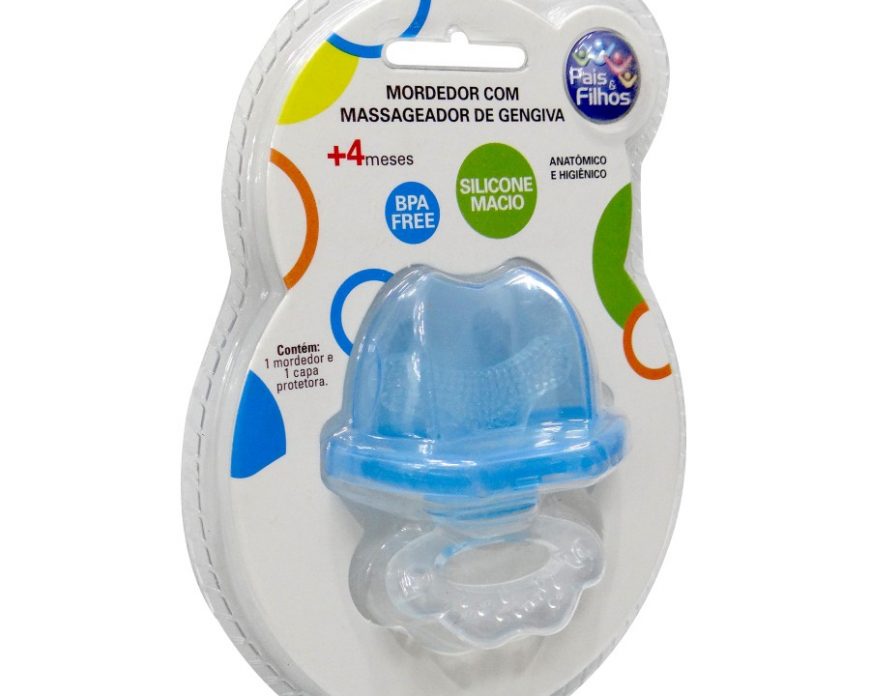 Pais &
Filhos
MORDEDOR COM
MASSAGEADOR DE GENGIVA
+4meses
BPA
FREE
SILICONE
MACIO
ANATÔMICO
E HIGIÊNICO
Contém:
1 mordedor e
1 capa
protetora.